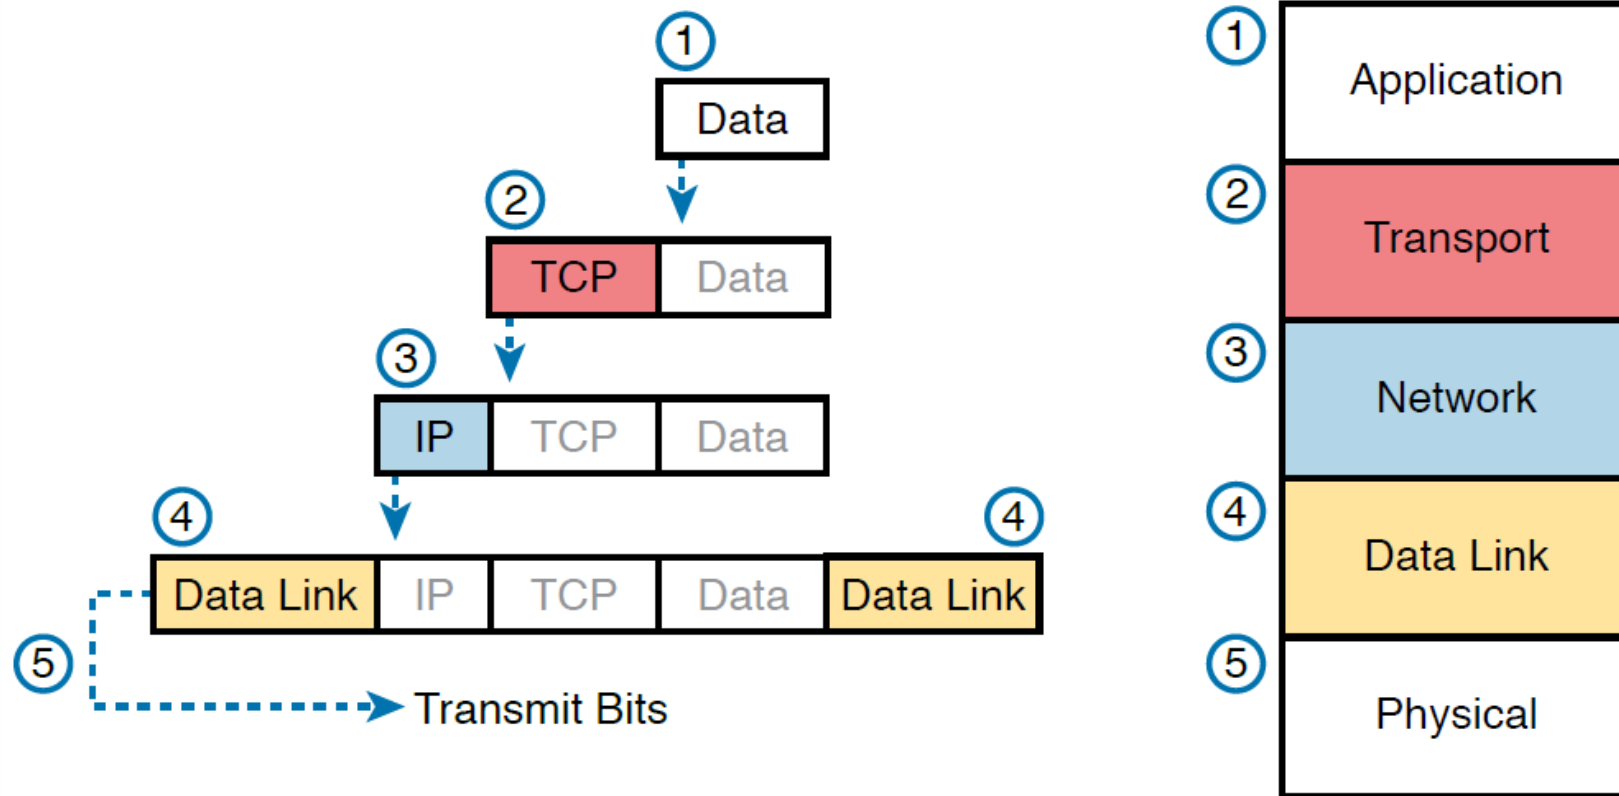 1
Data
2
TCP Data
3
IP TCP Data
4 4
Data Link IP TCP Data Data Link
5
Transmit Bits
1
Application
2
Transport
3
Network
4
Data Link
5
Physical